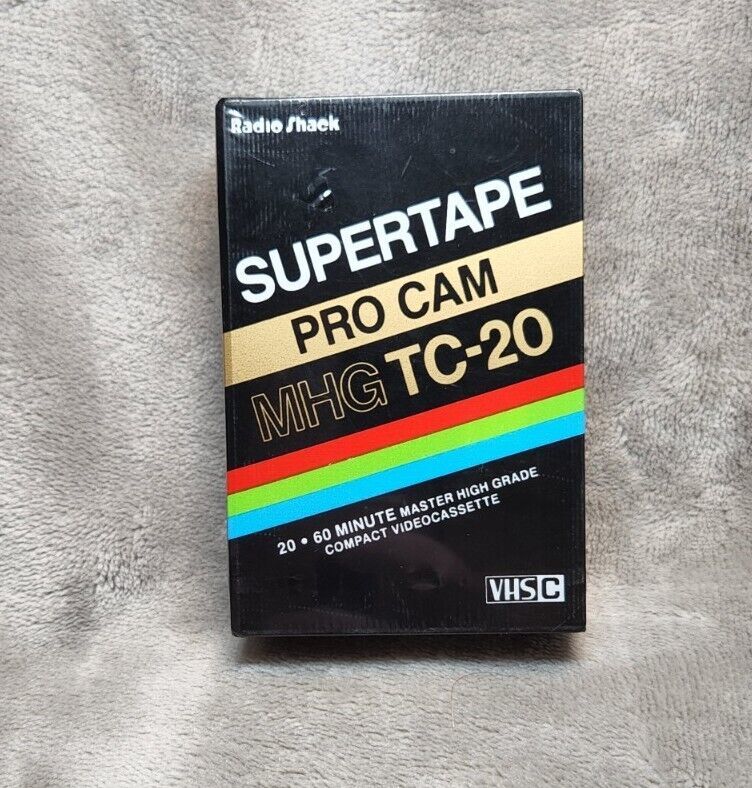 Radio Shack
SUPERTAPE
PRO CAM
MHG TC-20
20 • 60 MINUTE MASTER HIGH GRADE
COMPACT VIDEOCASSETTE
VHS C